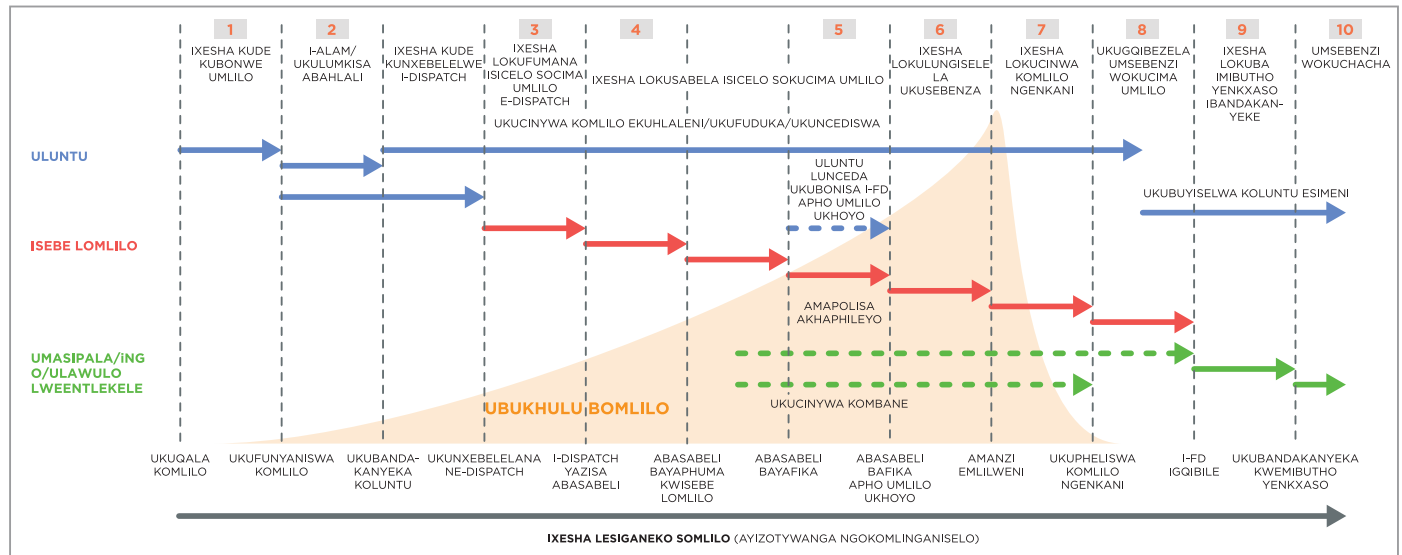 1
2
3
4
5
6
7
8
9
10
IXESHA KUDE
KUBONWE
UMLILO
I-ALAM/
UKULUMKISA
ABAHLALI
IXESHA KUDE
KUNXEBELELWE
I-DISPATCH
IXESHA
LOKUFUMANA
ISICELO SOCIMA
UMLILO
E-DISPATCH
IXESHA LOKUSABELA ISICELO SOKUCIMA UMLILO
IXESHA
LOKULUNGISELE
LA
UKUSEBENZA
IXESHA
LOKUCINWA
KOMLILO
NGENKANI
UKUGQIBEZELA
UMSEBENZI
WOKUCIMA
UMLILO
IXESHA
LOKUBA
IMIBUTHO
YENKXASO
IBANDAKAN-
YEKE
UMSEBENZI
WOKUCHACHA
UKUCINYWA KOMLILO EKUHLALENI/UKUFUDUKA/UKUNCEDISWA
ULUNTU
ULUNTU
LUNCEDA
UKUBONISA I-FD
APHO UMLILO
UKHOYO
UKUBUYISELWA KOLUNTU ESIMENI
ISEBE LOMLILO
AMAPOLISA
AKHAPHILEYO
UMASIPALA/iNG
O/ULAWULO
LWEENTLEKELE
UKUCINYWA KOMBANE
UBUKHULU BOMLILO
UKUQALA
KOMLILO
UKUFUNYANISWA
KOMLILO
UKUBANDA-
KANYEKA
KOLUNTU
UKUNXEBELELANA
NE-DISPATCH
I-DISPATCH
YAZISA
ABASABELI
ABASABELI
BAYAPHUMA
KWISEBE
LOMLILO
ABASABELI
BAYAFIKA
ABASABELI
BAFIKA
APHO UMLILO
UKHOYO
AMANZI
EMLILWENI
UKUPHELISWA
KOMLILO
NGENKANI
I-FD
IGQIBILE
UKUBANDAKANYEKA
KWEMIBUTHO
YENKXASO
IXESHA LESIGANEKO SOMLILO (AYIZOTYWANGA NGOKOMLINGANISELO)